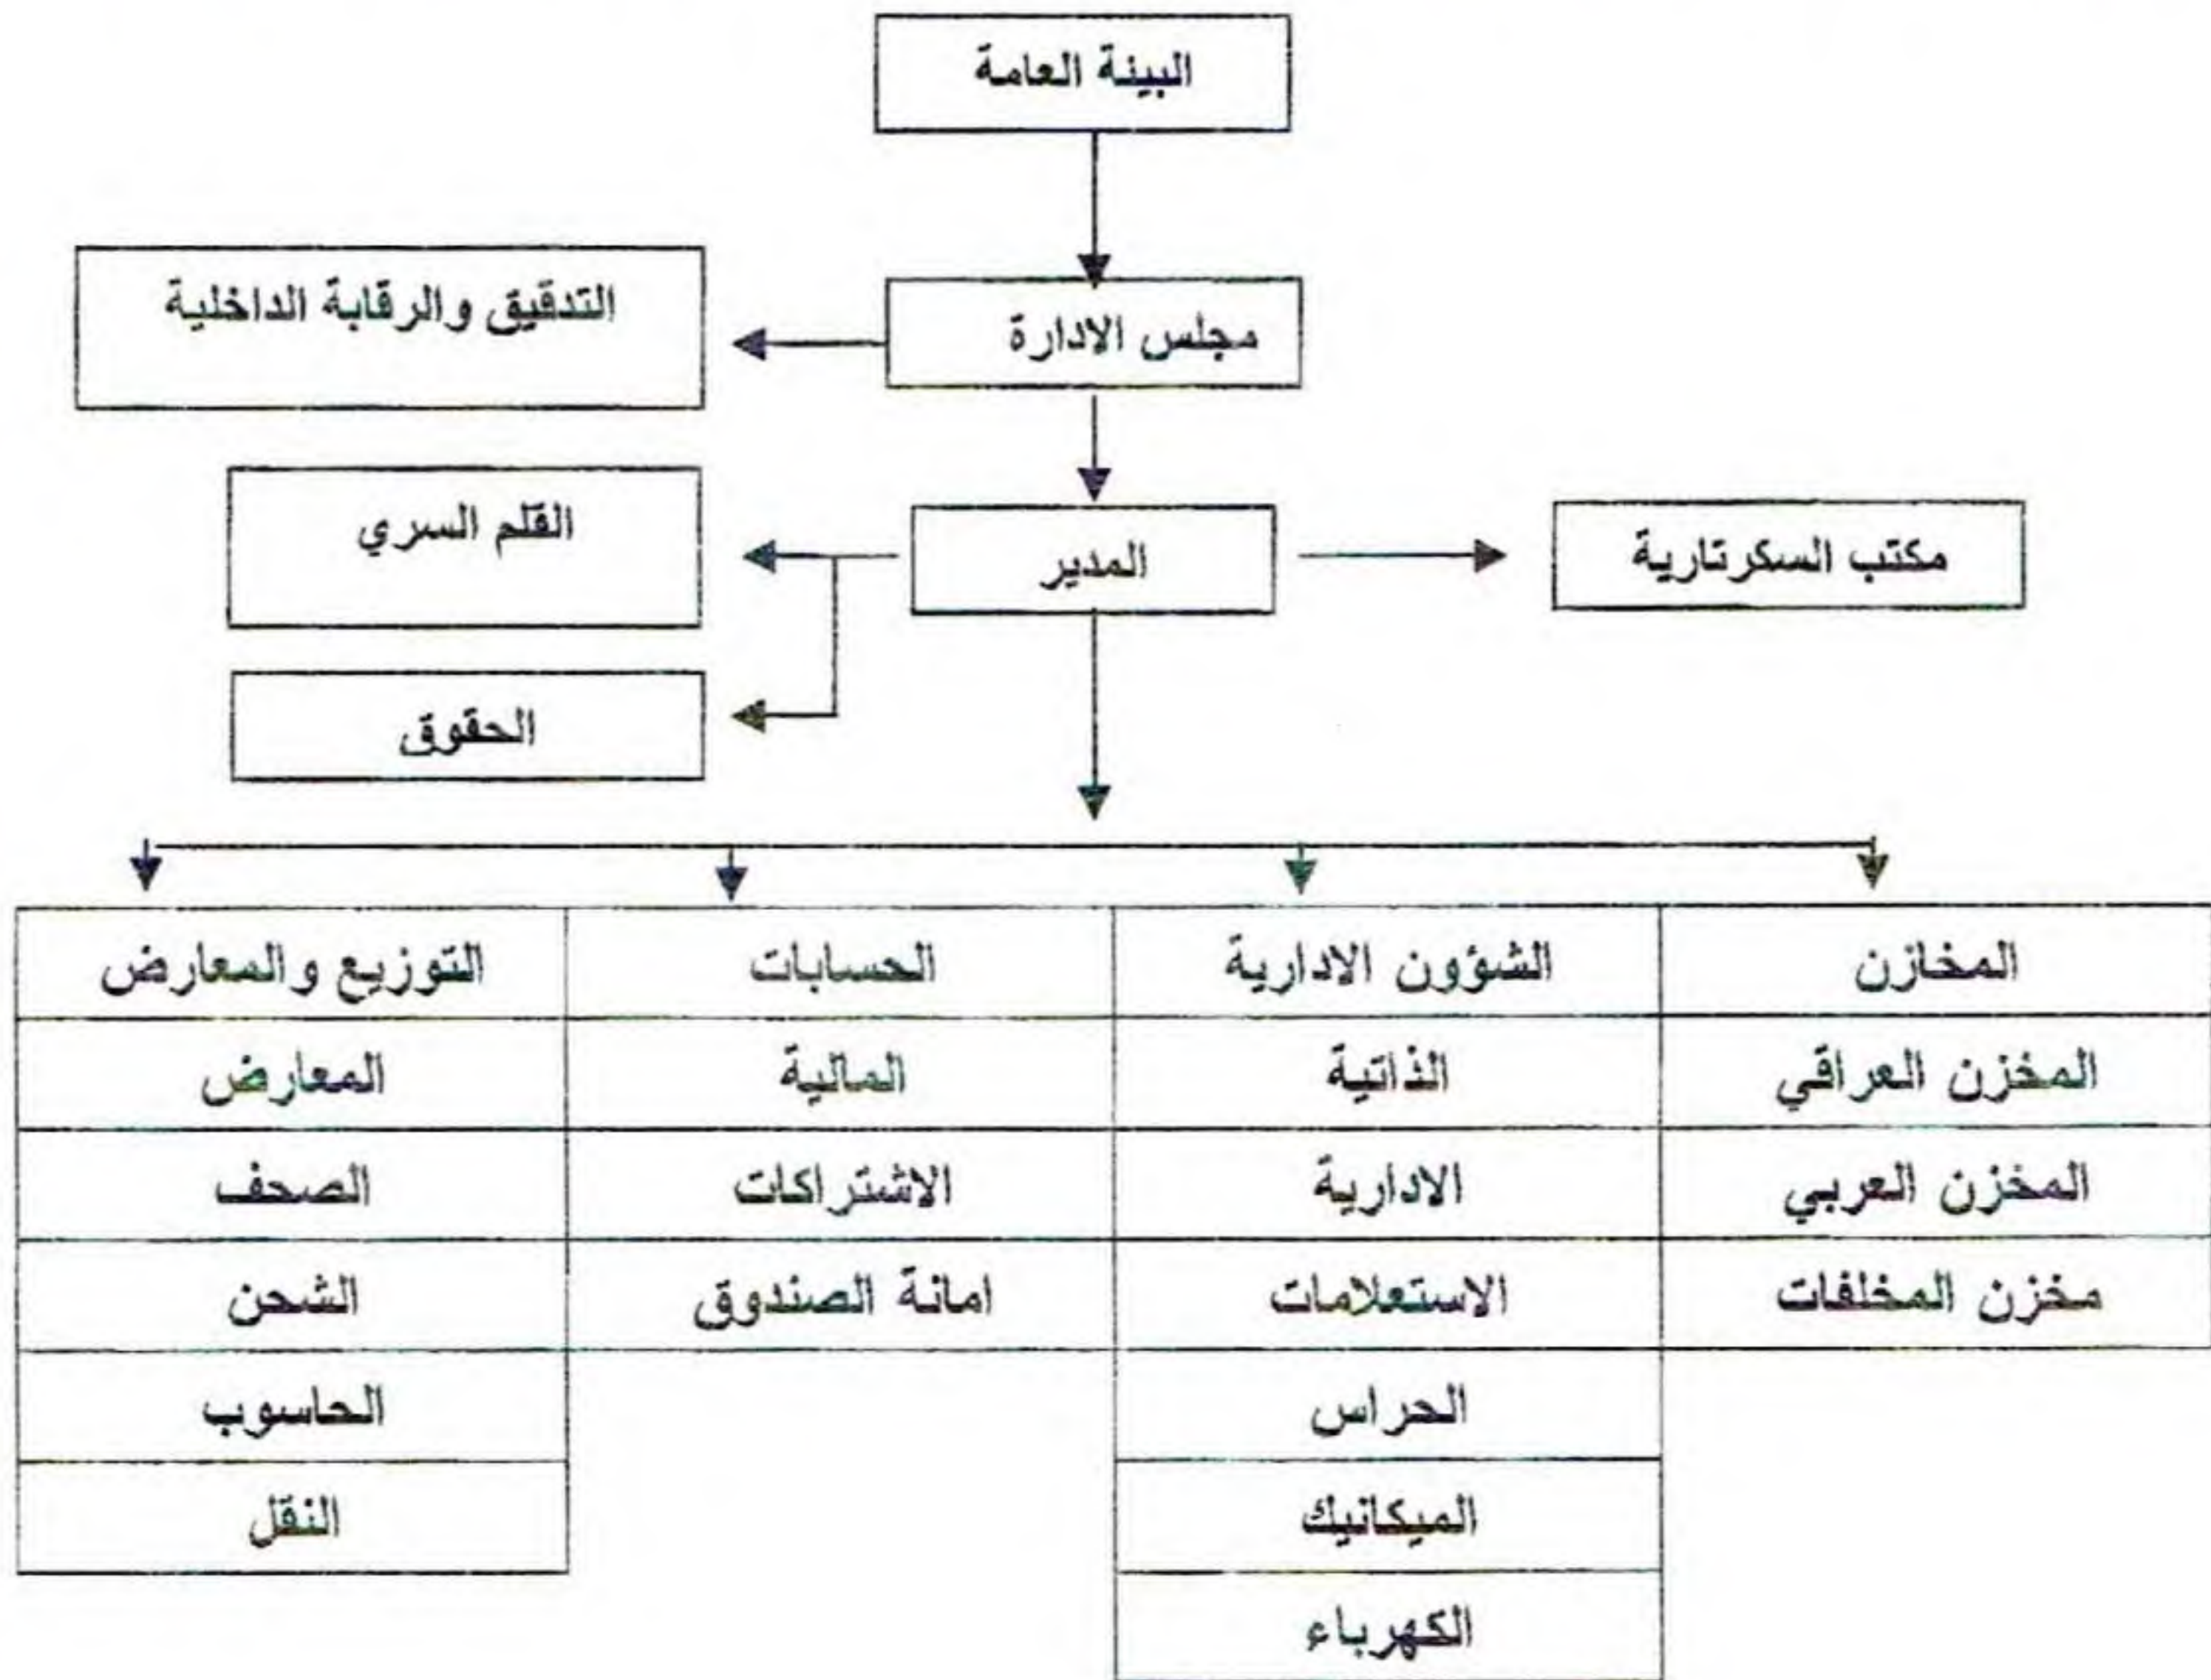 البينة العامة
التدقيق والرقابة الداخلية
مجلس الادارة
القلم السري
المدير
مكتب السكرتارية
الحقوق
المخازن
الشؤون الادارية
الحسابات
التوزيع والمعارض
المخزن العراقي
الذاتية
المالية
المعارض
المخزن العربي
الادارية
الاشتراكات
الصحف
مخزن المخلفات
الاستعلامات
امانة الصندوق
الشحن
الحراس
الحاسوب
الميكانيك
النقل
الكهرباء